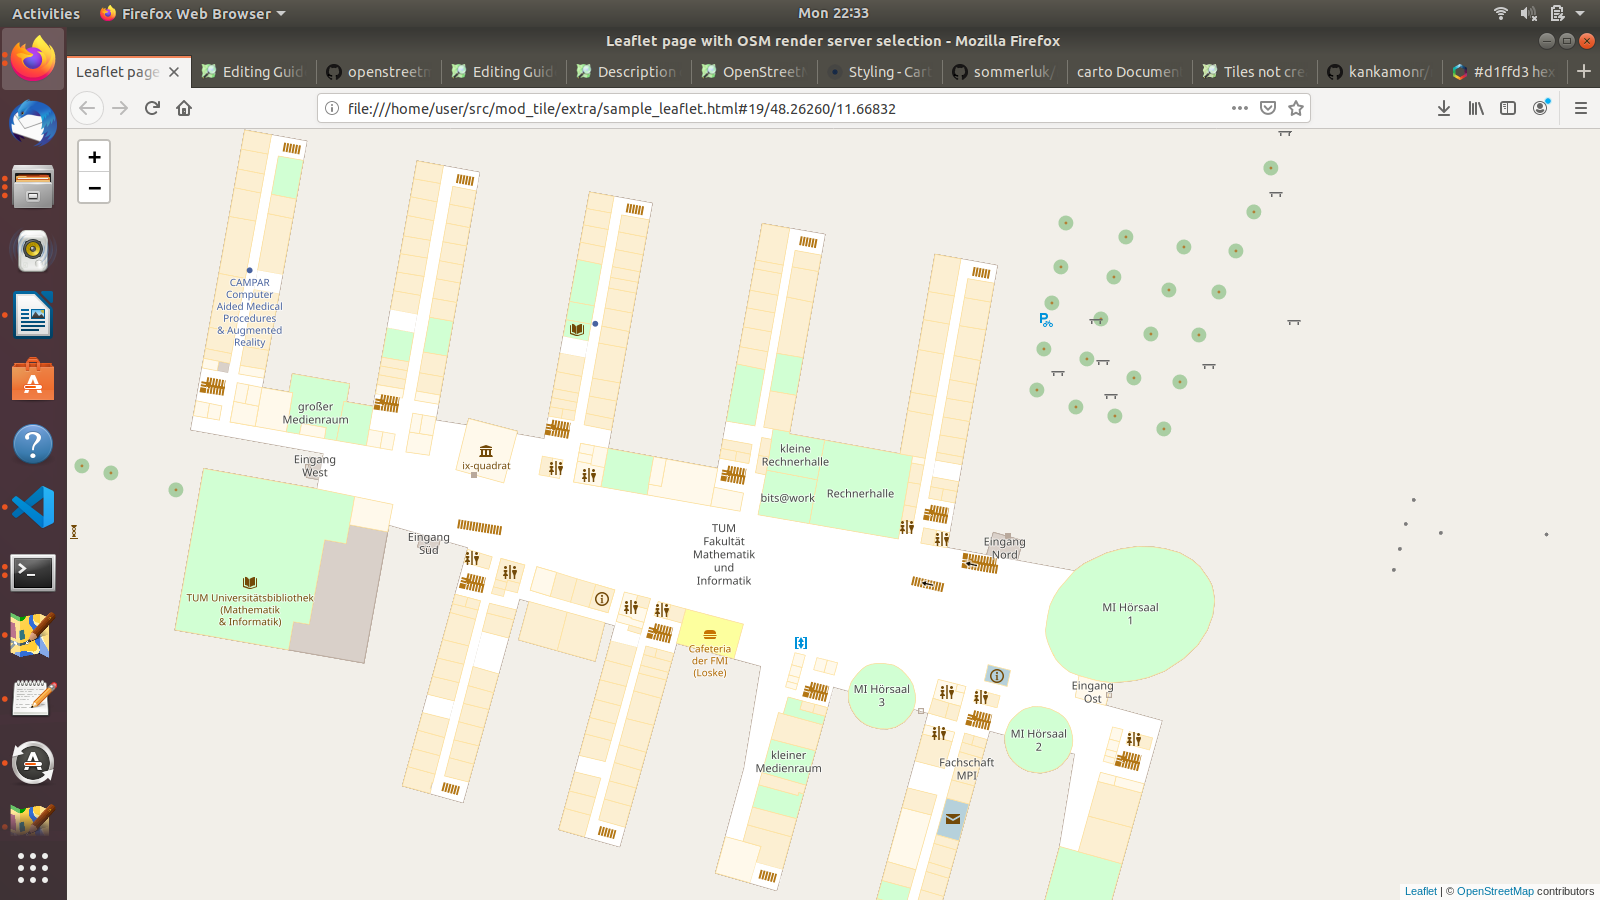 Activities
Firefox Web Browser
Mon 22:33
Leaflet page with OSM render server selection - Mozilla Firefox
Leaflet page
Editing Guid
openstreetm
Editing Guid
Description
OpenStreetM
Styling - Cart
sommerluk/
carto Document
Tiles not cre
kankamonr/
#d1ffd3 hex
file:///home/user/src/mod_tile/extra/sample_leaflet.html#19/48.26260/11.66832
+
−
CAMPAR
Computer
Aided Medical
Procedures
& Augmented
Reality
großer
Medienraum
Eingang
West
ix-quadrat
kleine
Rechnerhalle
bits@work
Rechnerhalle
Eingang
Süd
TUM
Fakultät
Mathematik
und
Informatik
Eingang
Nord
TUM Universitätsbibliothek
(Mathematik
& Informatik)
MI Hörsaal
1
Cafeteria
der FMI
(Loske)
MI Hörsaal
3
Eingang
Ost
MI Hörsaal
2
kleiner
Medienraum
Fachschaft
MPI
P
Leaflet | © OpenStreetMap contributors